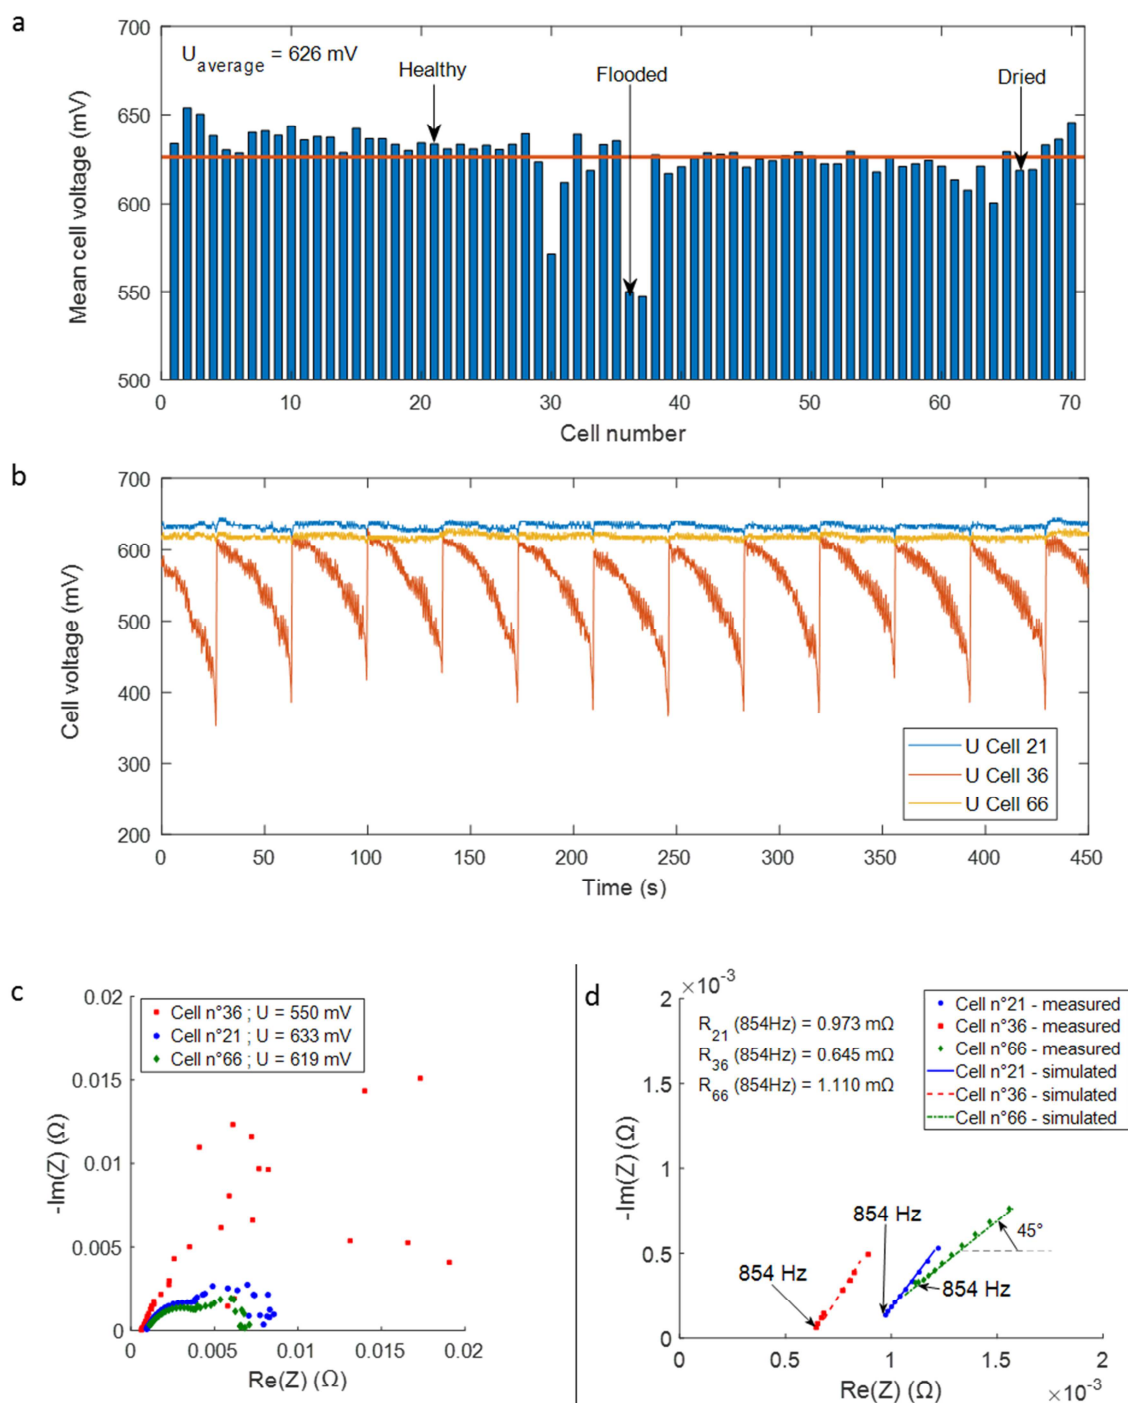 a
U_average = 626 mV
Healthy
Flooded
Dried
Mean cell voltage (mV)
700
650
600
550
500
0 10 20 30 40 50 60 70
Cell number
b
Cell voltage (mV)
700
600
500
400
300
200
U Cell 21
U Cell 36
U Cell 66
0 50 100 150 200 250 300 350 400 450
Time (s)
c
-Im(Z) (Ω)
0.02
0.015
0.01
0.005
0
Cell n°36 ; U = 550 mV
Cell n°21 ; U = 633 mV
Cell n°66 ; U = 619 mV
0 0.005 0.01 0.015 0.02
Re(Z) (Ω)
d
×10⁻³
-Im(Z) (Ω)
2
1.5
1
0.5
0
R₂₁ (854Hz) = 0.973 mΩ
R₃₆ (854Hz) = 0.645 mΩ
R₆₆ (854Hz) = 1.110 mΩ
Cell n°21 - measured
Cell n°36 - measured
Cell n°66 - measured
Cell n°21 - simulated
Cell n°36 - simulated
Cell n°66 - simulated
854 Hz
45°
854 Hz
854 Hz
0 0.5 1 1.5 2
Re(Z) (Ω)
×10⁻³